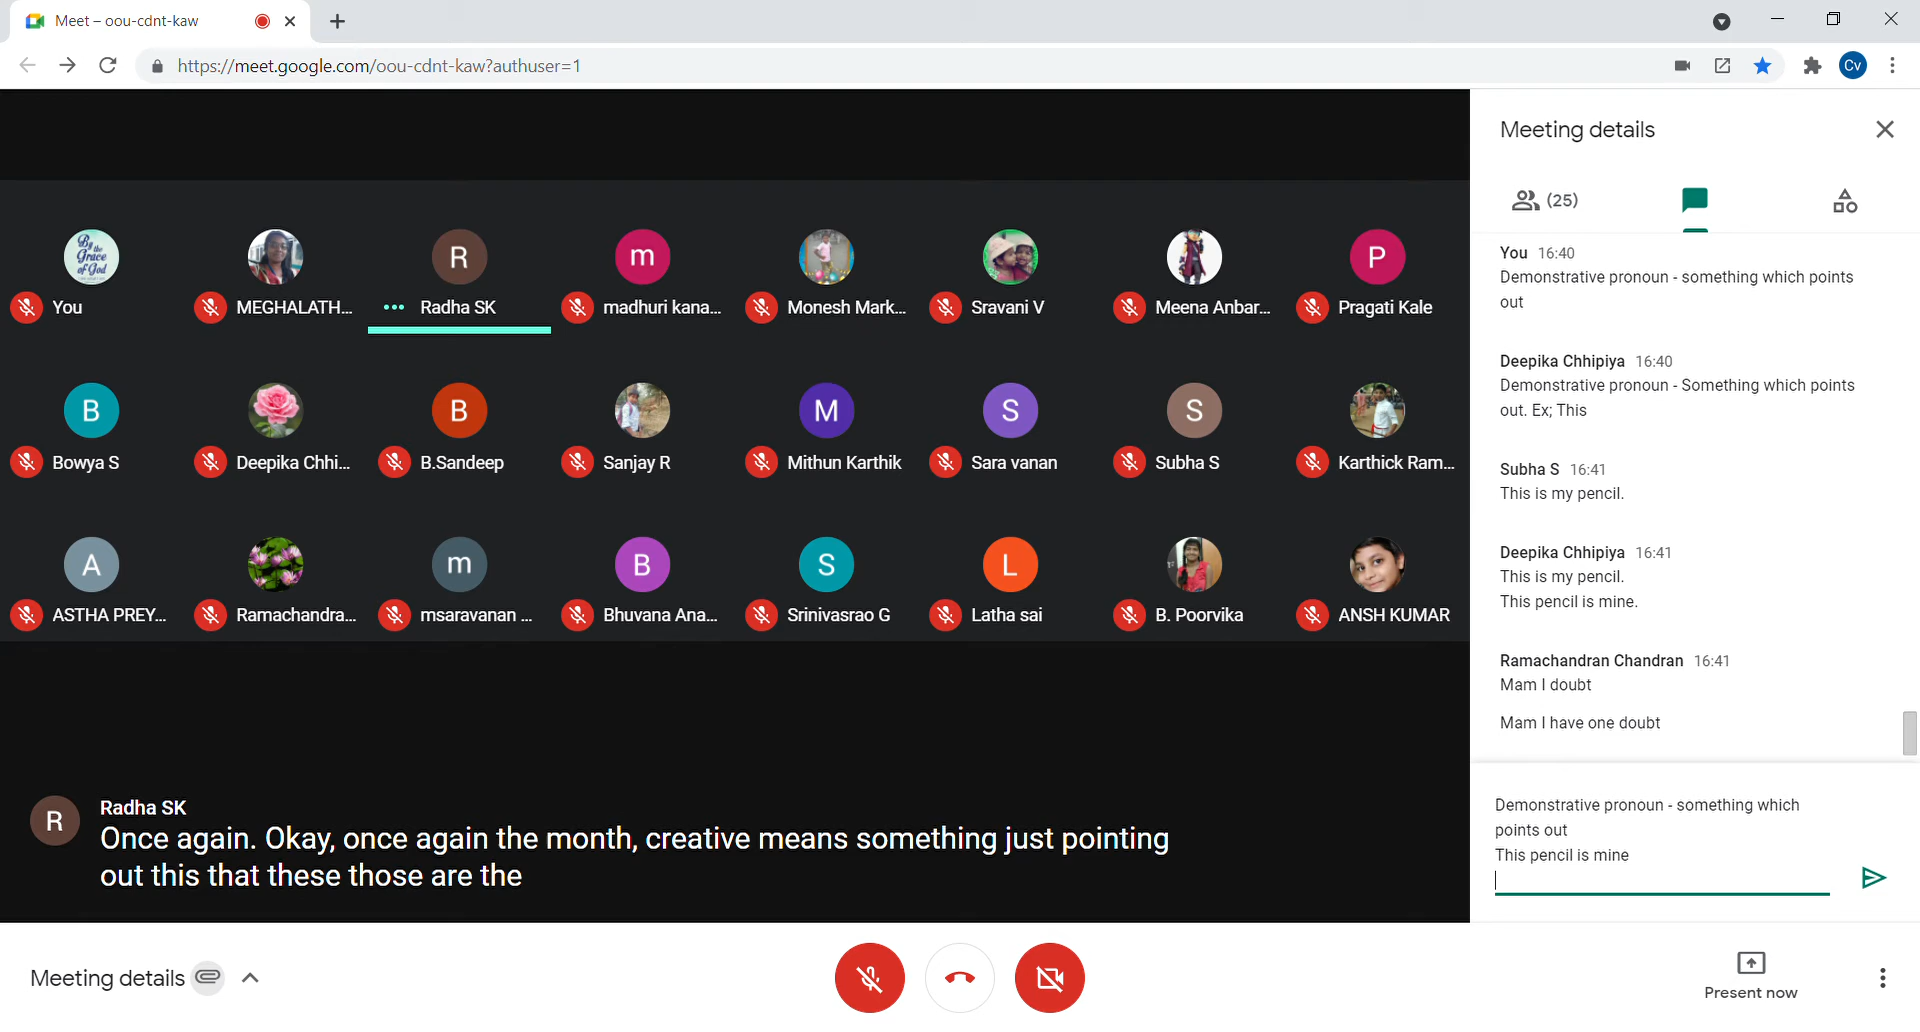 Meet – oou-cdnt-kaw
https://meet.google.com/oou-cdnt-kaw?authuser=1
Cv
Meeting details
(25)
By the
Grace
of God
R
m
P
You
MEGHALATH...
Radha SK
madhuri kana...
Monesh Mark...
Sravani V
Meena Anbar...
Pragati Kale
B
B
M
S
S
Bowya S
Deepika Chhi...
B.Sandeep
Sanjay R
Mithun Karthik
Sara vanan
Subha S
Karthick Ram...
A
m
B
S
L
ASTHA PREY...
Ramachandra...
msaravanan ...
Bhuvana Ana...
Srinivasrao G
Latha sai
B. Poorvika
ANSH KUMAR
R
Radha SK
Once again. Okay, once again the month, creative means something just pointing
out this that these those are the
You 16:40
Demonstrative pronoun - something which points
out
Deepika Chhipiya 16:40
Demonstrative pronoun - Something which points
out. Ex; This
Subha S 16:41
This is my pencil.
Deepika Chhipiya 16:41
This is my pencil.
This pencil is mine.
Ramachandran Chandran 16:41
Mam I doubt
Mam I have one doubt
Demonstrative pronoun - something which
points out
This pencil is mine
Meeting details
Present now